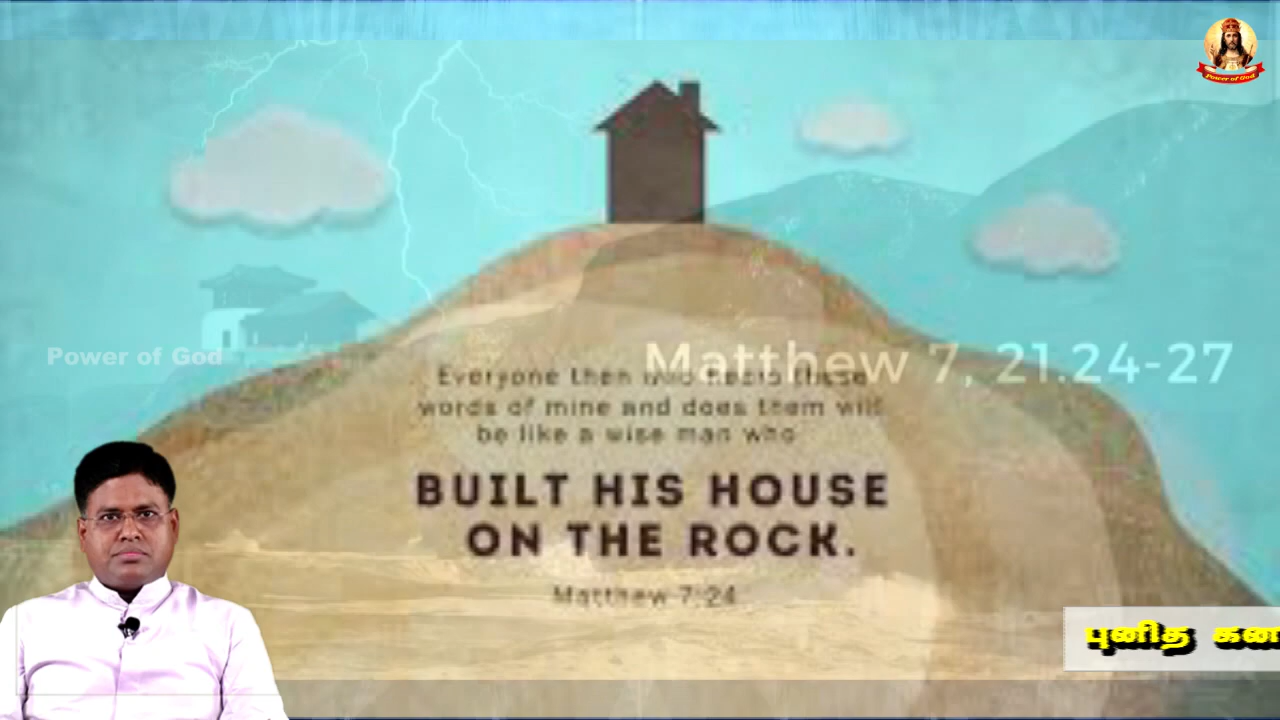 Power of God
Power of God
Matthew 7, 21.24-27
Everyone then who hears these
words of mine and does them will
be like a wise man who
BUILT HIS HOUSE
ON THE ROCK.
Matthew 7:24
புனித